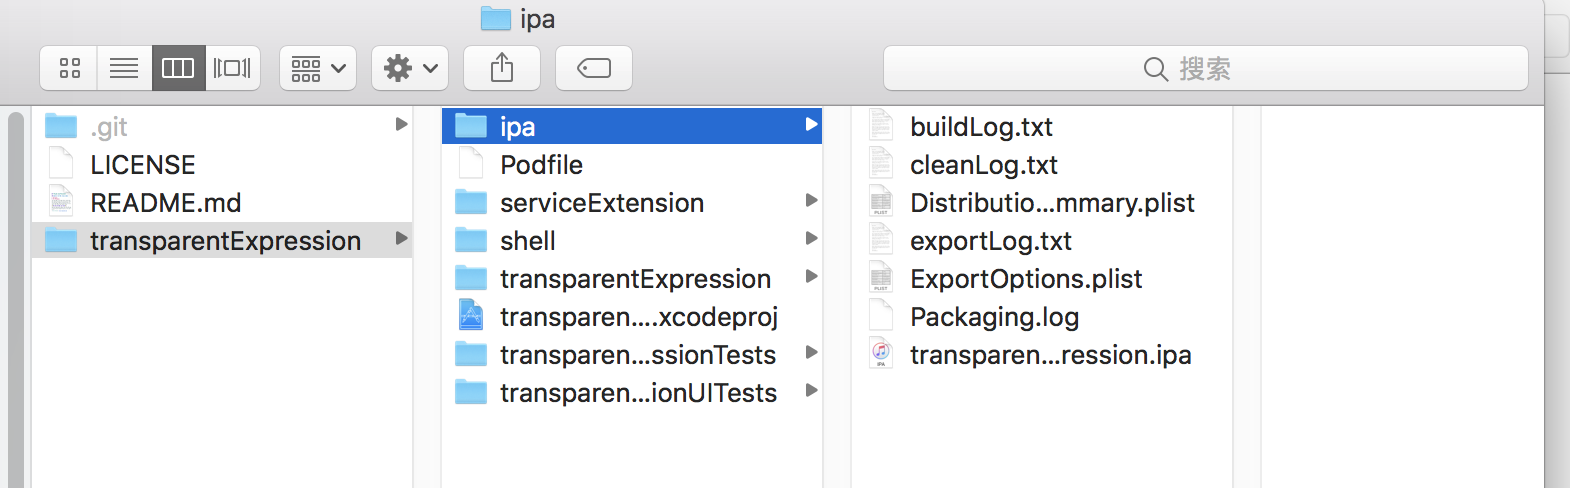 ipa
搜索
.git
LICENSE
README.md
transparentExpression
ipa
Podfile
serviceExtension
shell
transparentExpression
transparen....xcodeproj
transparen...ssionTests
transparen...ionUITests
buildLog.txt
cleanLog.txt
Distributio...mmary.plist
exportLog.txt
ExportOptions.plist
Packaging.log
transparen...ression.ipa